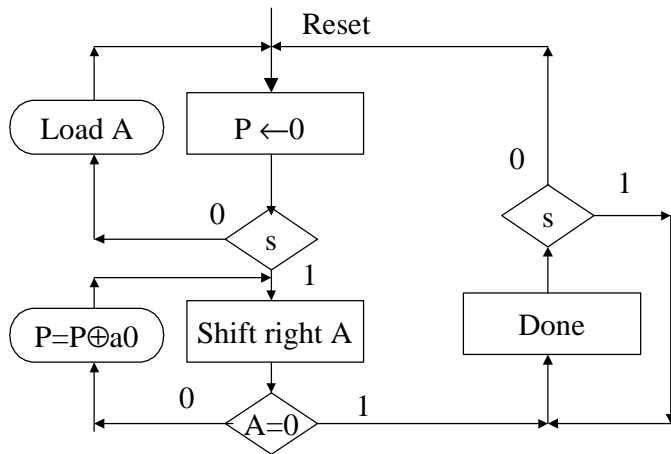 Reset
Load A
P ←0
0
1
0
s
s
1
P=P⊕a0
Shift right A
Done
0
A=0
1